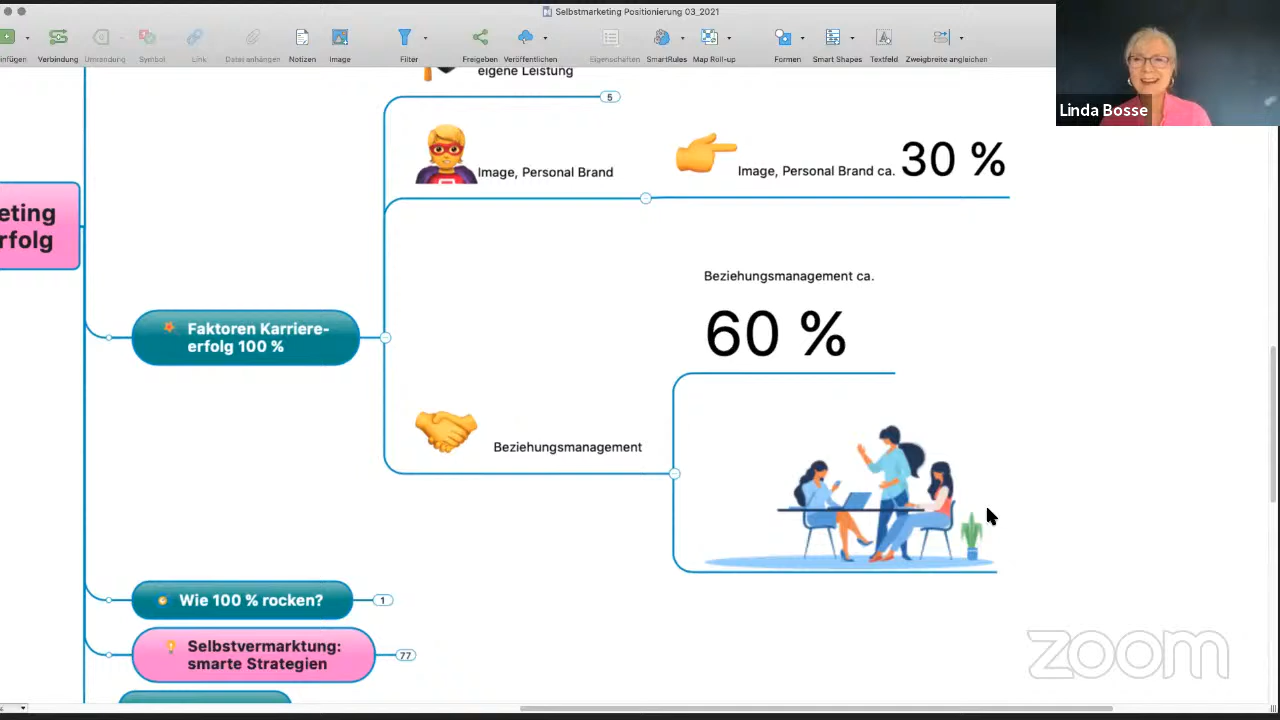 Selbstmarketing Positionierung 03_2021
infügen Verbindung Umrandung Symbol Link Datei anhängen Notizen Image Filter Freigeben Veröffentlichen Eigenschaften SmartRules Map Roll-up Formen Smart Shapes Textfeld Zweigbreite angleichen
Linda Bosse
eigene Leistung
5
Image, Personal Brand
Image, Personal Brand ca. 30 %
eting
rfolg
Beziehungsmanagement ca.
60 %
Faktoren Karriere-
erfolg 100 %
Beziehungsmanagement
Wie 100 % rocken?
1
Selbstvermarktung:
smarte Strategien
77
zoom